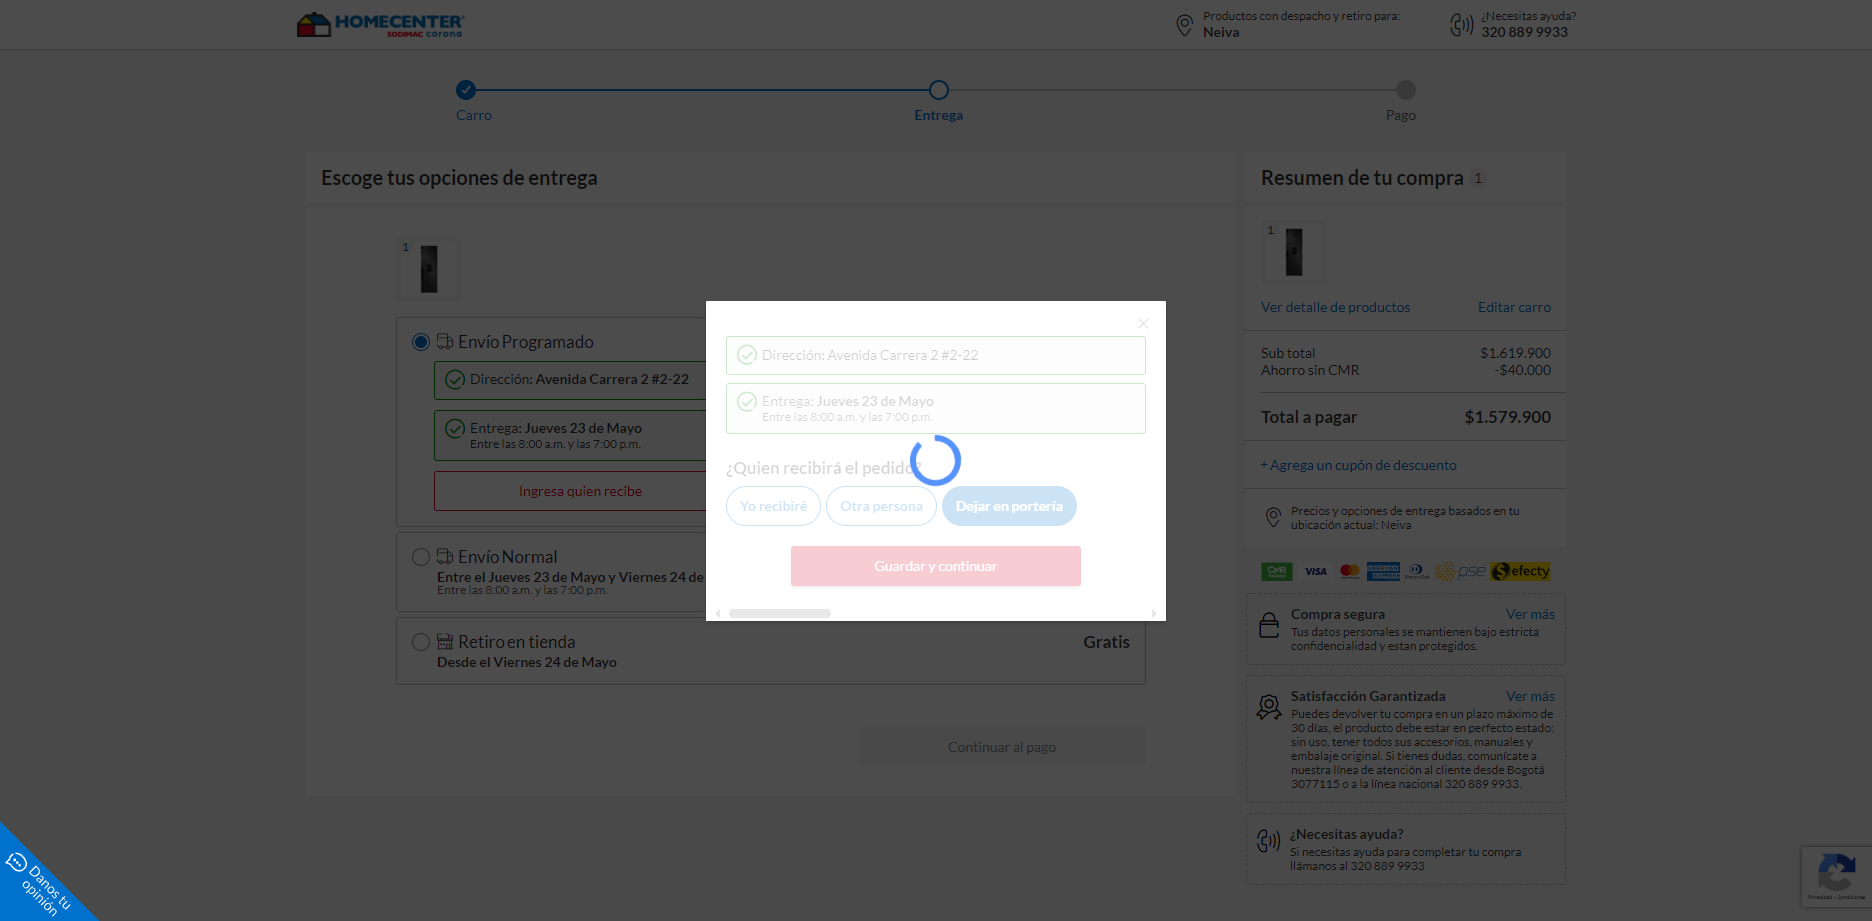 HOMECENTER
SODIMAC corona
Productos con despacho y retiro para:
Neiva
¿Necesitas ayuda?
320 889 9933
Carro
Entrega
Pago
Escoge tus opciones de entrega
1
Envío Programado
Dirección: Avenida Carrera 2 #2-22
Entrega: Jueves 23 de Mayo
Entre las 8:00 a.m. y las 7:00 p.m.
Ingresa quien recibe
Envío Normal
Entre el Jueves 23 de Mayo y Viernes 24 de
Entre las 8:00 a.m. y las 7:00 p.m.
Retiro en tienda
Gratis
Desde el Viernes 24 de Mayo
Continuar al pago
Dirección: Avenida Carrera 2 #2-22
Entrega: Jueves 23 de Mayo
Entre las 8:00 a.m. y las 7:00 p.m.
¿Quien recibirá el pedido?
Yo recibiré
Otra persona
Dejar en portería
Guardar y continuar
Resumen de tu compra 1
1
Ver detalle de productos
Editar carro
Sub total $1.619.900
Ahorro sin CMR -$40.000
Total a pagar $1.579.900
+ Agrega un cupón de descuento
Precios y opciones de entrega basados en tu
ubicación actual: Neiva
CMR
VISA
AMERICAN EXPRESS
pse
Efecty
Compra segura Ver más
Tus datos personales se mantienen bajo estricta
confidencialidad y estan protegidos.
Satisfacción Garantizada Ver más
Puedes devolver tu compra en un plazo máximo de
30 días, el producto debe estar en perfecto estado:
sin uso, tener todos sus accesorios, manuales y
embalaje original. Si tienes dudas, comunícate a
nuestra línea de atención al cliente desde Bogotá
3077115 o a la línea nacional 320 889 9933.
¿Necesitas ayuda?
Si necesitas ayuda para completar tu compra
llámanos al 320 889 9933
Danos tu
opinión
Privacidad - Condiciones